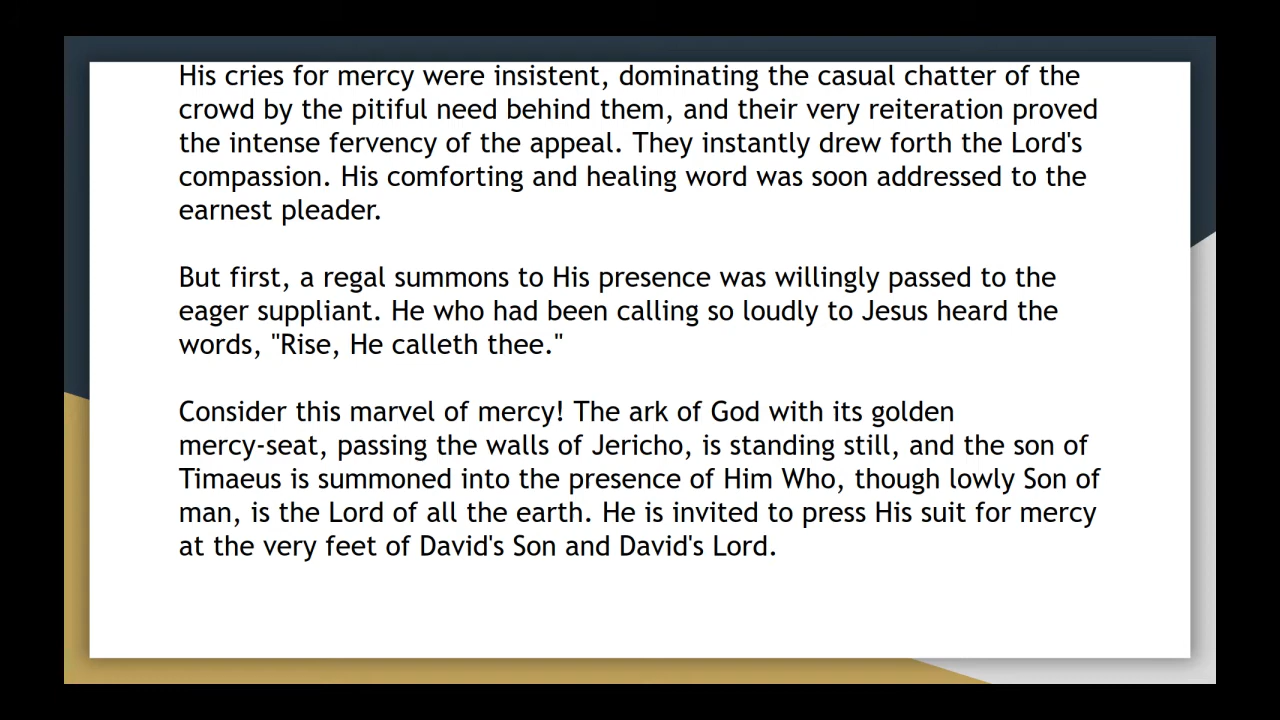 His cries for mercy were insistent, dominating the casual chatter of the
crowd by the pitiful need behind them, and their very reiteration proved
the intense fervency of the appeal. They instantly drew forth the Lord's
compassion. His comforting and healing word was soon addressed to the
earnest pleader.
But first, a regal summons to His presence was willingly passed to the
eager suppliant. He who had been calling so loudly to Jesus heard the
words, "Rise, He calleth thee."
Consider this marvel of mercy! The ark of God with its golden
mercy-seat, passing the walls of Jericho, is standing still, and the son of
Timaeus is summoned into the presence of Him Who, though lowly Son of
man, is the Lord of all the earth. He is invited to press His suit for mercy
at the very feet of David's Son and David's Lord.